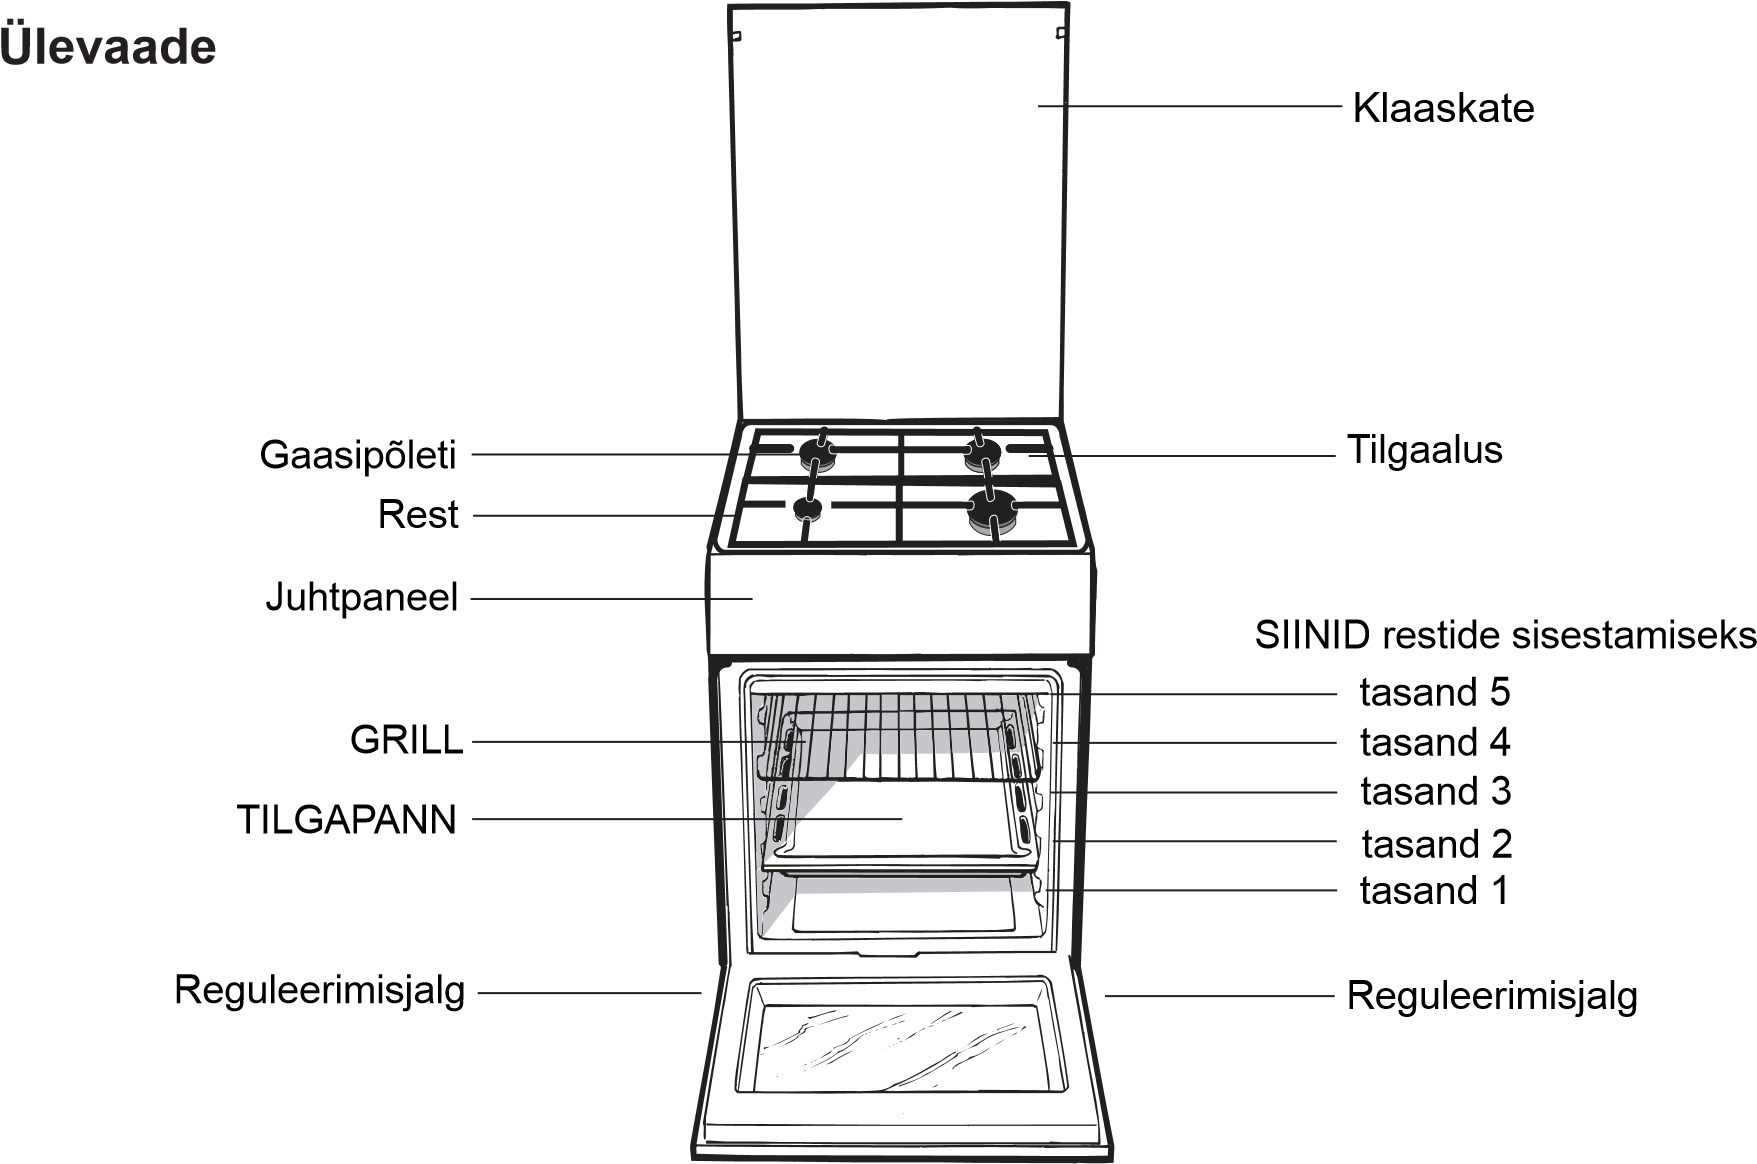 Ülevaade
Klaaskate
Gaasipõleti
Tilgaalus
Rest
Juhtpaneel
SIINID restide sisestamiseks
tasand 5
GRILL
tasand 4
tasand 3
TILGAPANN
tasand 2
tasand 1
Reguleerimisjalg
Reguleerimisjalg